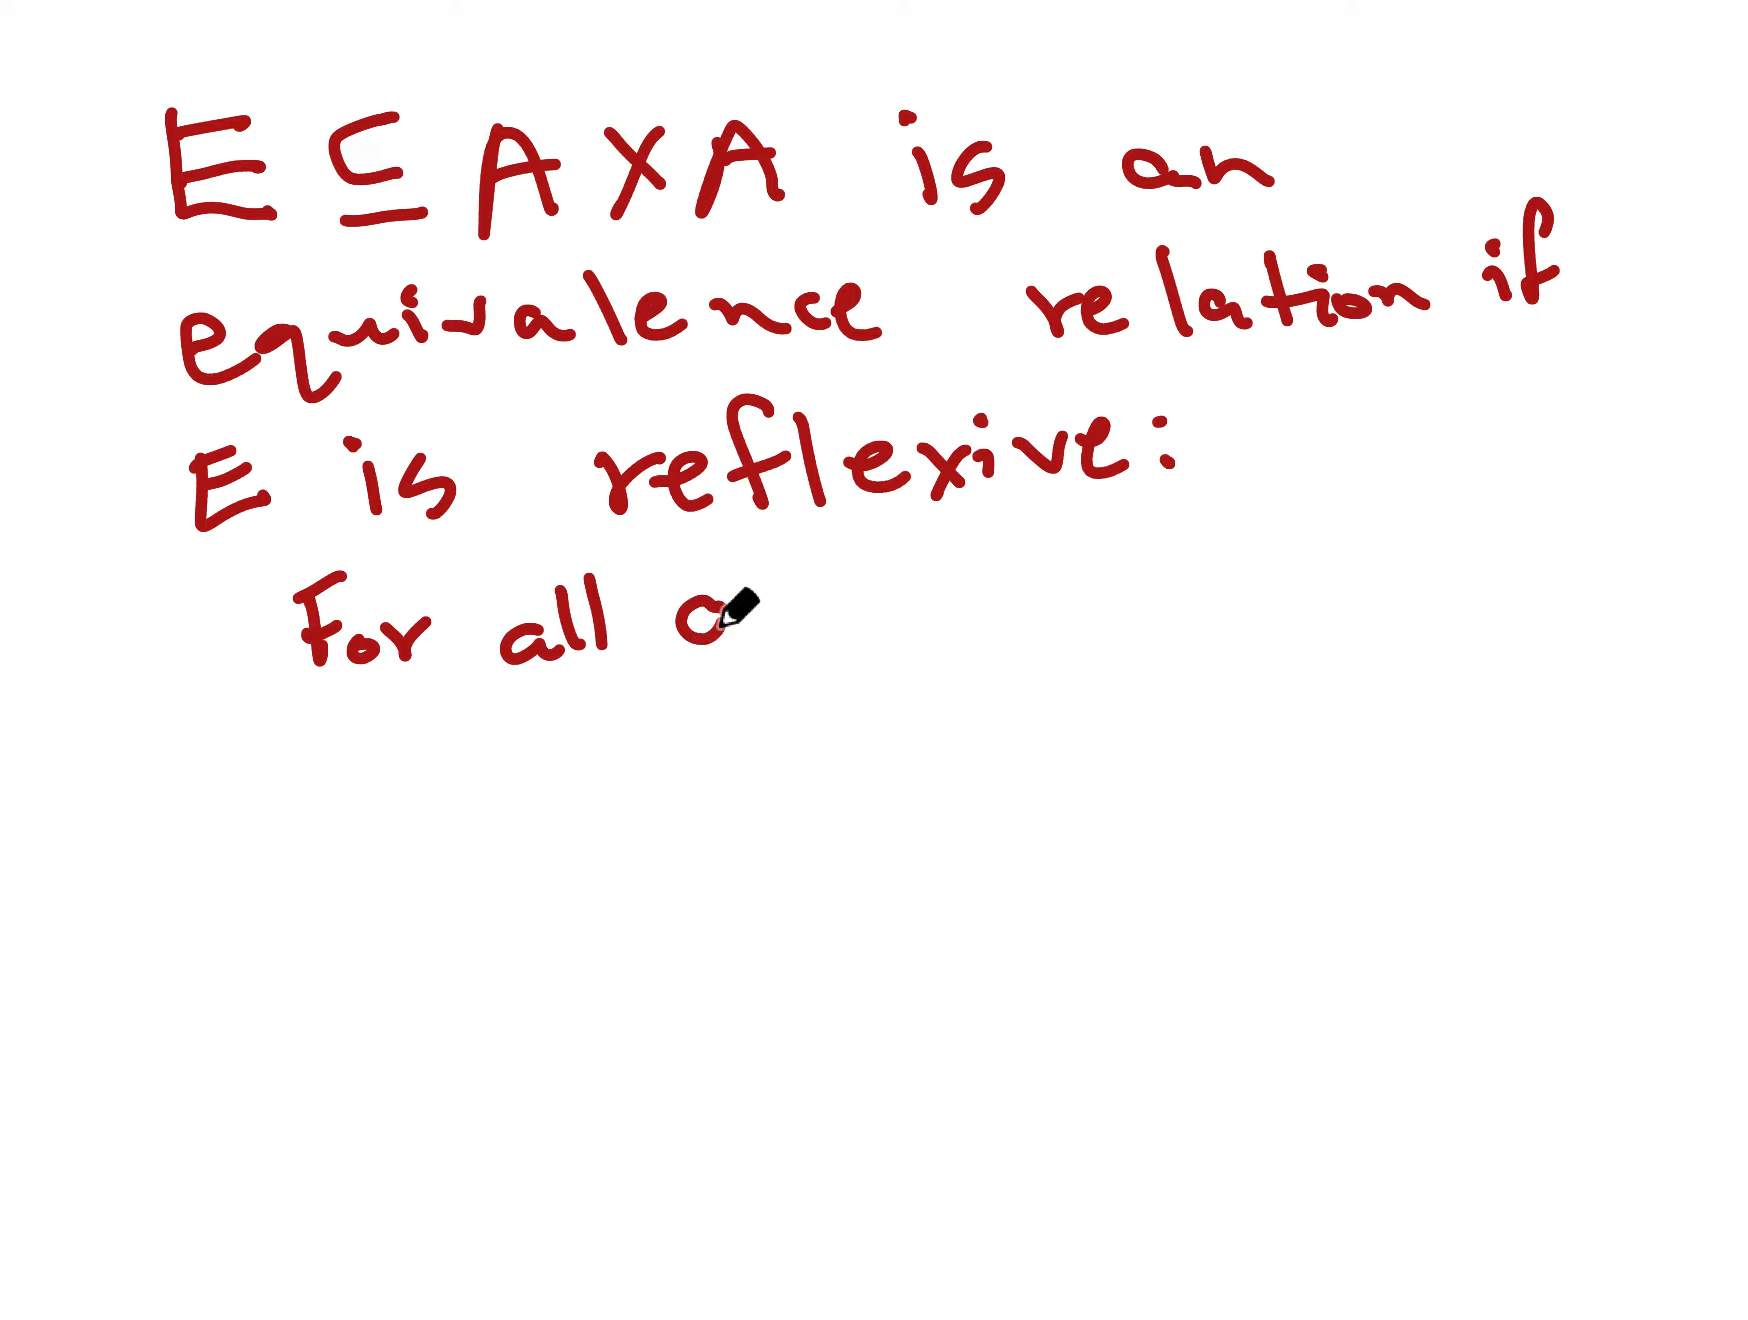 E ⊆ A X A is an
equivalence relation if
E is reflexive:
For all a